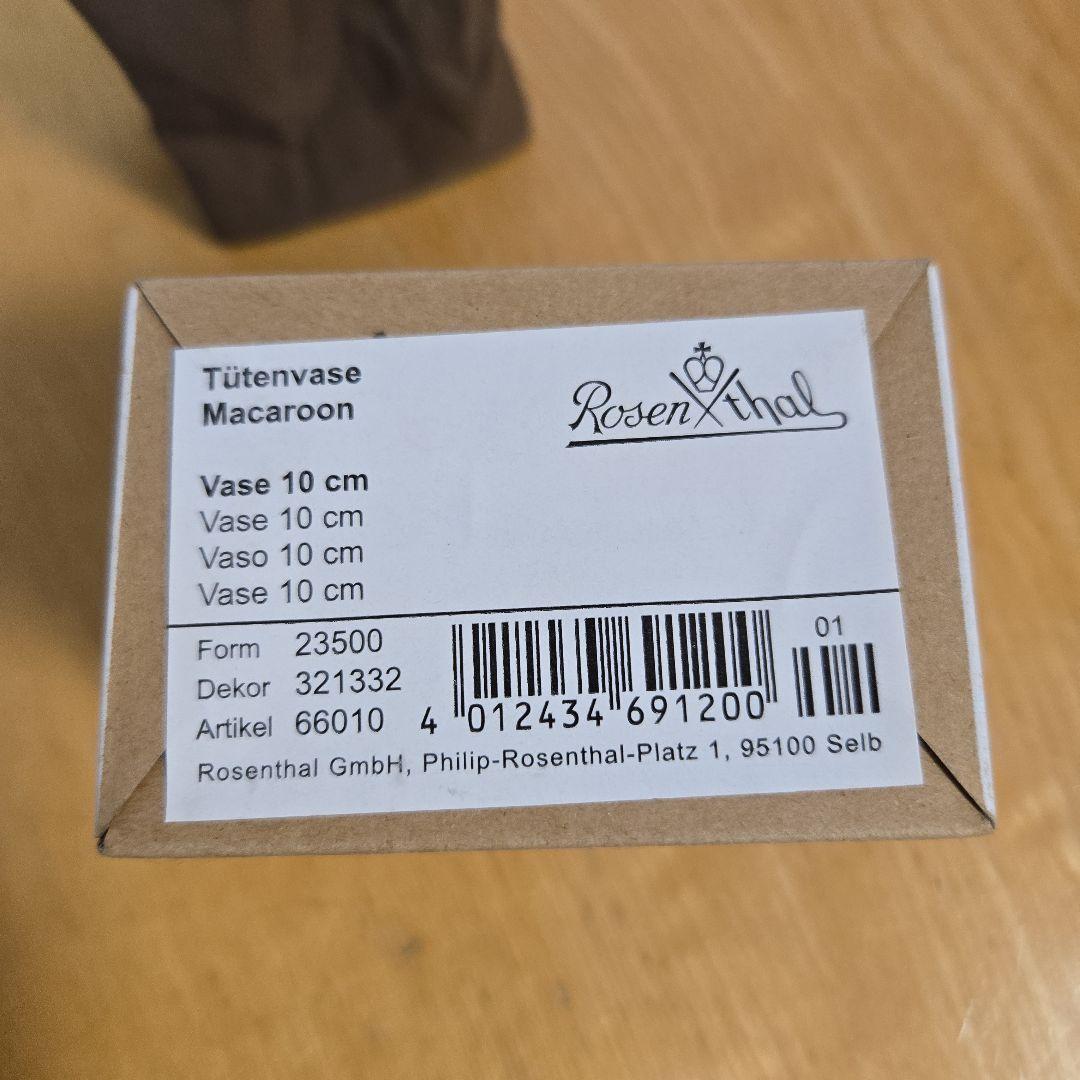 Tütenvase
Macaroon
Rosenthal
Vase 10 cm
Vase 10 cm
Vaso 10 cm
Vase 10 cm
Form 23500
Dekor 321332
Artikel 66010
4 012434 691200
01
Rosenthal GmbH, Philip-Rosenthal-Platz 1, 95100 Selb